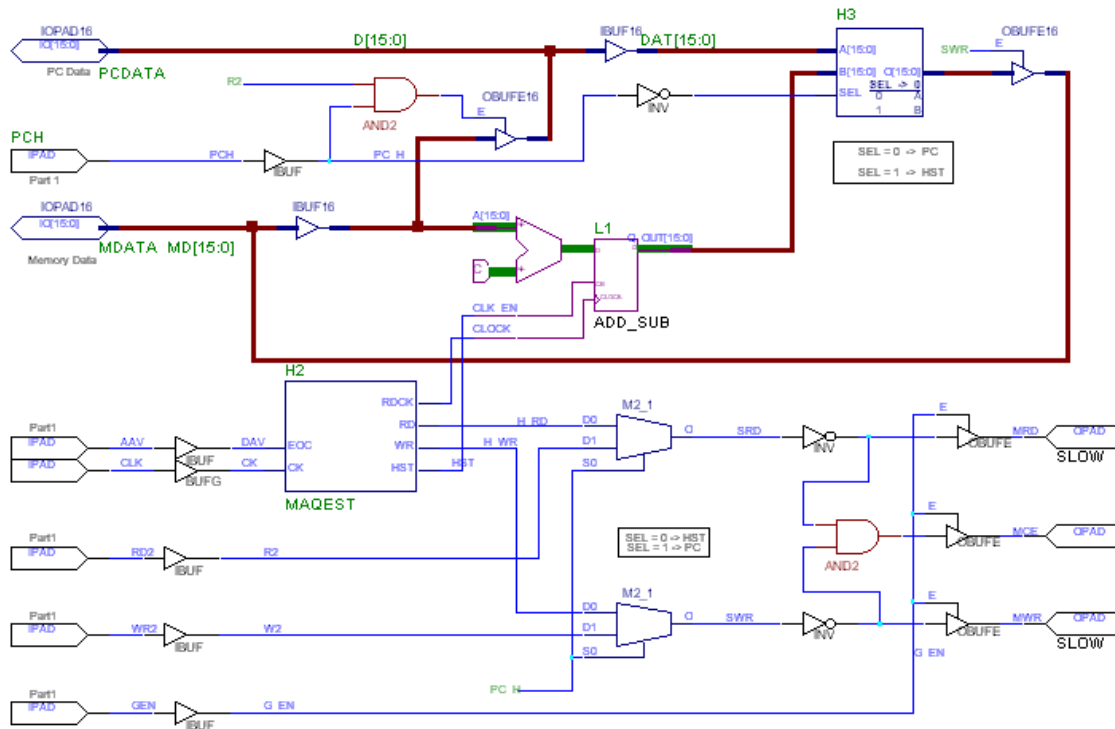 H3
IOPAD16
IO[15:0]
PC Data
PCDATA
D[15:0]
IBUF16
DAT[15:0]
A[15:0]
B[15:0]
O[15:0]
SEL
SEL -> O
0 A
1 B
SWR
OBUFE16
E
R2
AND2
OBUFE16
E
INV
PCH
IPAD
Part 1
PCH
IBUF
PC_H
SEL = 0 -> PC
SEL = 1 -> HST
IOPAD16
IO[15:0]
Memory Data
MDATA
MD[15:0]
IBUF16
A[15:0]
C
L1
Q_OUT[15:0]
CLOCK
ADD_SUB
CLK_EN
CLOCK
H2
RDCK
RD
WR
HST
EOC
CK
MAQEST
Part1
IPAD
AAV
IBUF
DAV
IPAD
CLK
BUFG
CK
H_RD
H_WR
HST
M2_1
D0
D1
S0
O
SRD
INV
E
OBUFE
MRD
OPAD
SLOW
Part1
IPAD
RD2
IBUF
R2
SEL = 0 -> HST
SEL = 1 -> PC
AND2
E
OBUFE
MCE
OPAD
Part1
IPAD
WR2
IBUF
W2
M2_1
D0
D1
S0
O
SWR
INV
E
OBUFE
MWR
OPAD
SLOW
G_EN
PC_H
Part1
IPAD
GEN
IBUF
G_EN